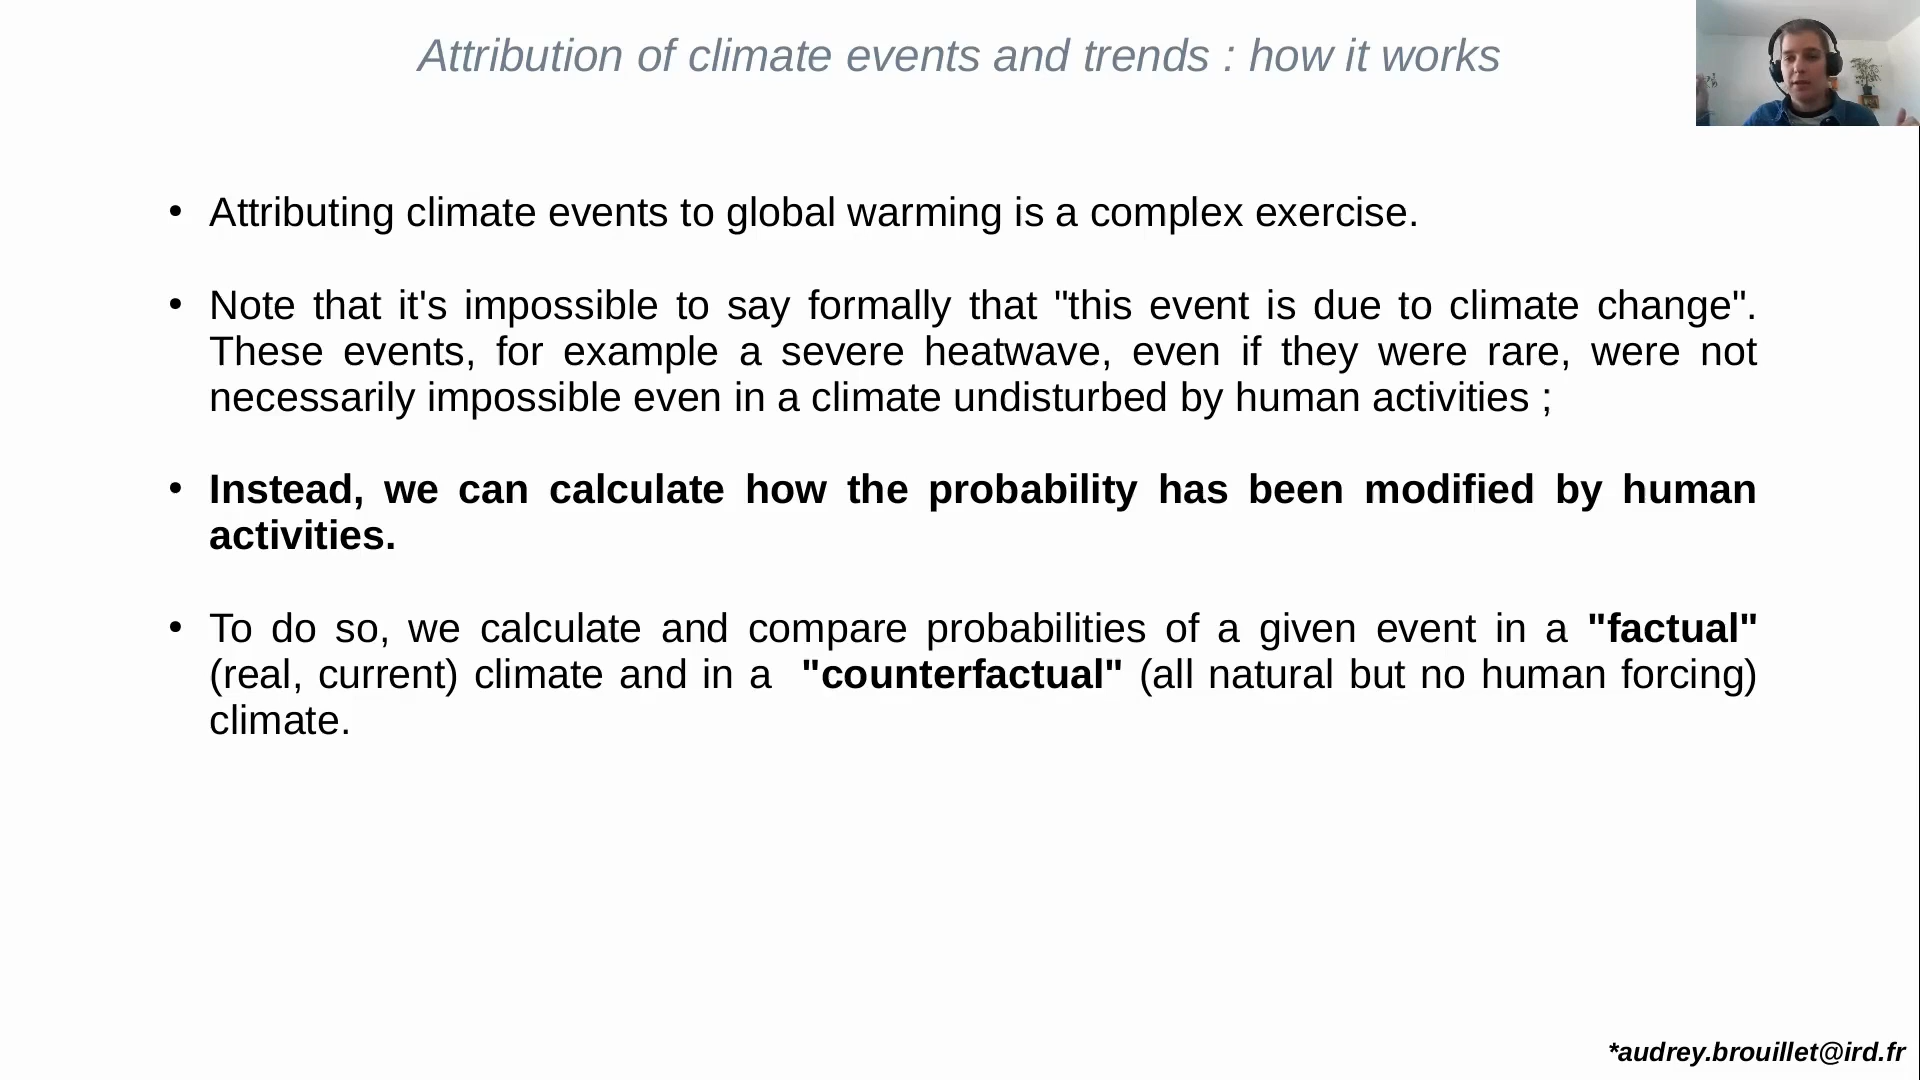 Attribution of climate events and trends : how it works
• Attributing climate events to global warming is a complex exercise.
• Note that it's impossible to say formally that "this event is due to climate change".
These events, for example a severe heatwave, even if they were rare, were not
necessarily impossible even in a climate undisturbed by human activities ;
• Instead, we can calculate how the probability has been modified by human
activities.
• To do so, we calculate and compare probabilities of a given event in a "factual"
(real, current) climate and in a "counterfactual" (all natural but no human forcing)
climate.
*audrey.brouillet@ird.fr